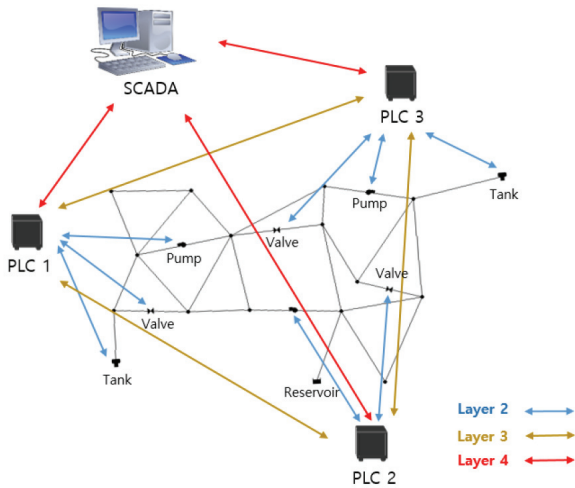 SCADA
PLC 3
Tank
Pump
Valve
PLC 1
Pump
Valve
Valve
Tank
Reservoir
PLC 2
Layer 2
Layer 3
Layer 4